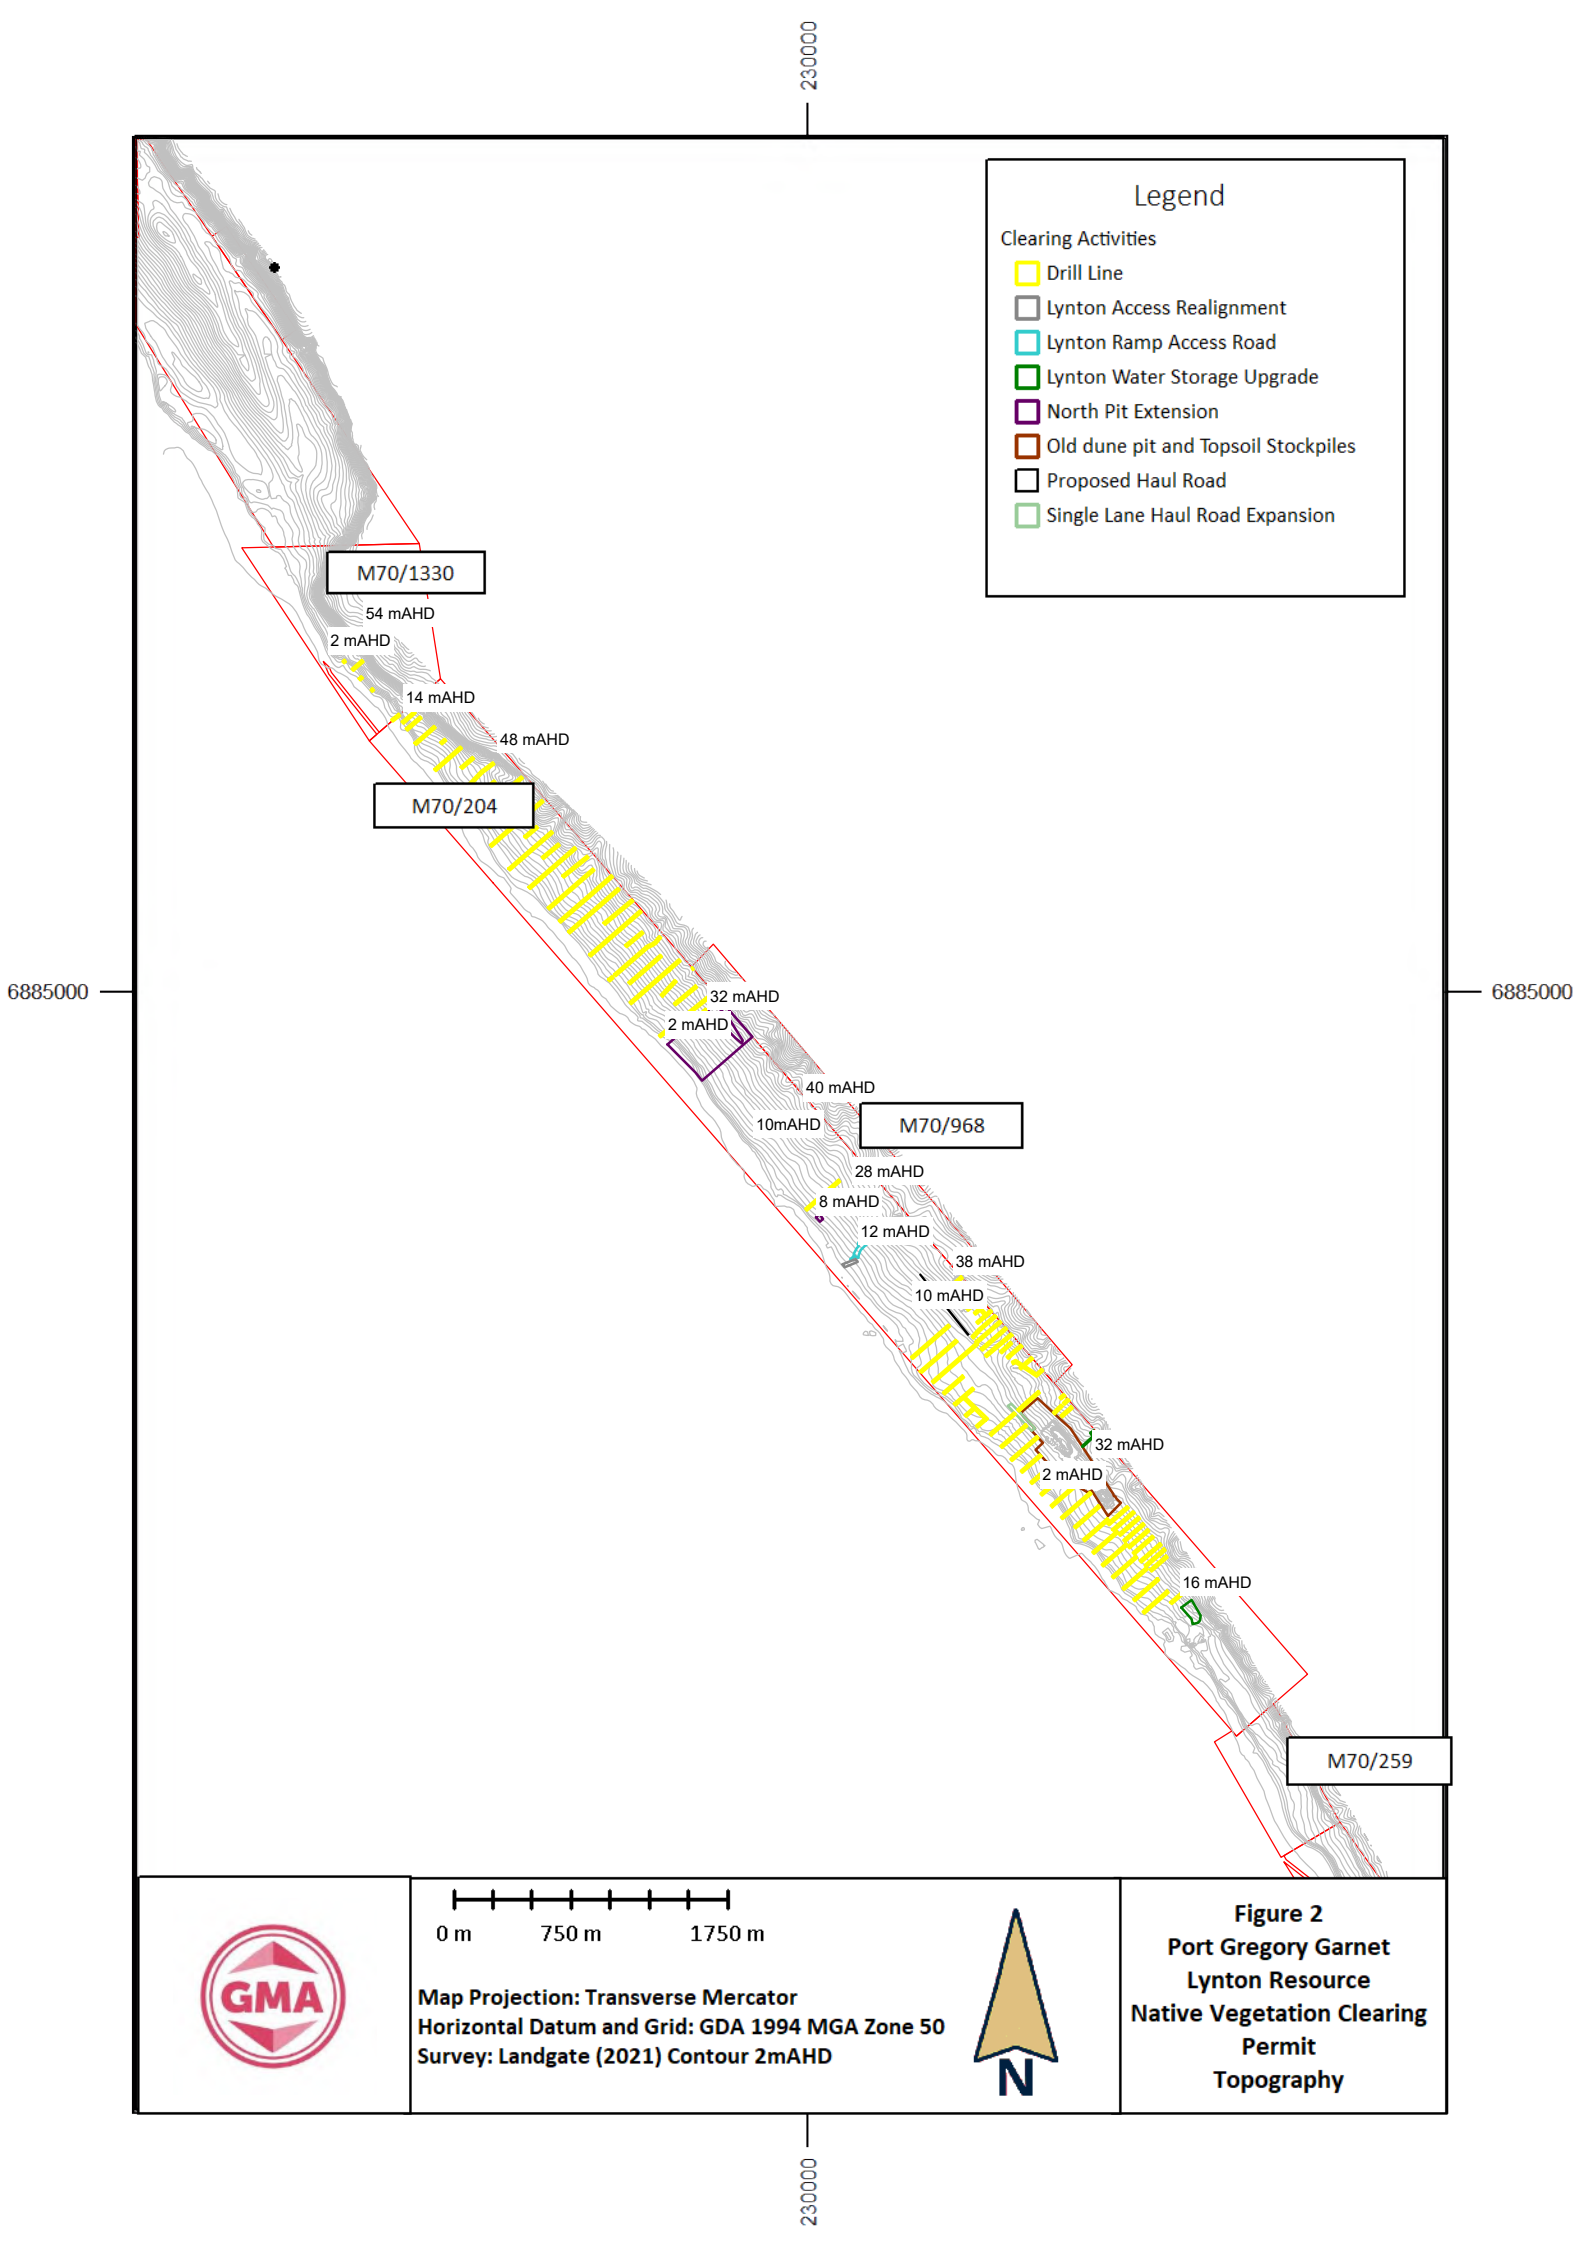 230000
Legend
Clearing Activities
Drill Line
Lynton Access Realignment
Lynton Ramp Access Road
Lynton Water Storage Upgrade
North Pit Extension
Old dune pit and Topsoil Stockpiles
Proposed Haul Road
Single Lane Haul Road Expansion
M70/1330
54 mAHD
2 mAHD
14 mAHD
48 mAHD
M70/204
6885000
6885000
32 mAHD
2 mAHD
40 mAHD
10mAHD
M70/968
28 mAHD
8 mAHD
12 mAHD
38 mAHD
10 mAHD
32 mAHD
2 mAHD
16 mAHD
M70/259
GMA
0 m 750 m 1750 m
Map Projection: Transverse Mercator
Horizontal Datum and Grid: GDA 1994 MGA Zone 50
Survey: Landgate (2021) Contour 2mAHD
N
Figure 2
Port Gregory Garnet
Lynton Resource
Native Vegetation Clearing
Permit
Topography
230000